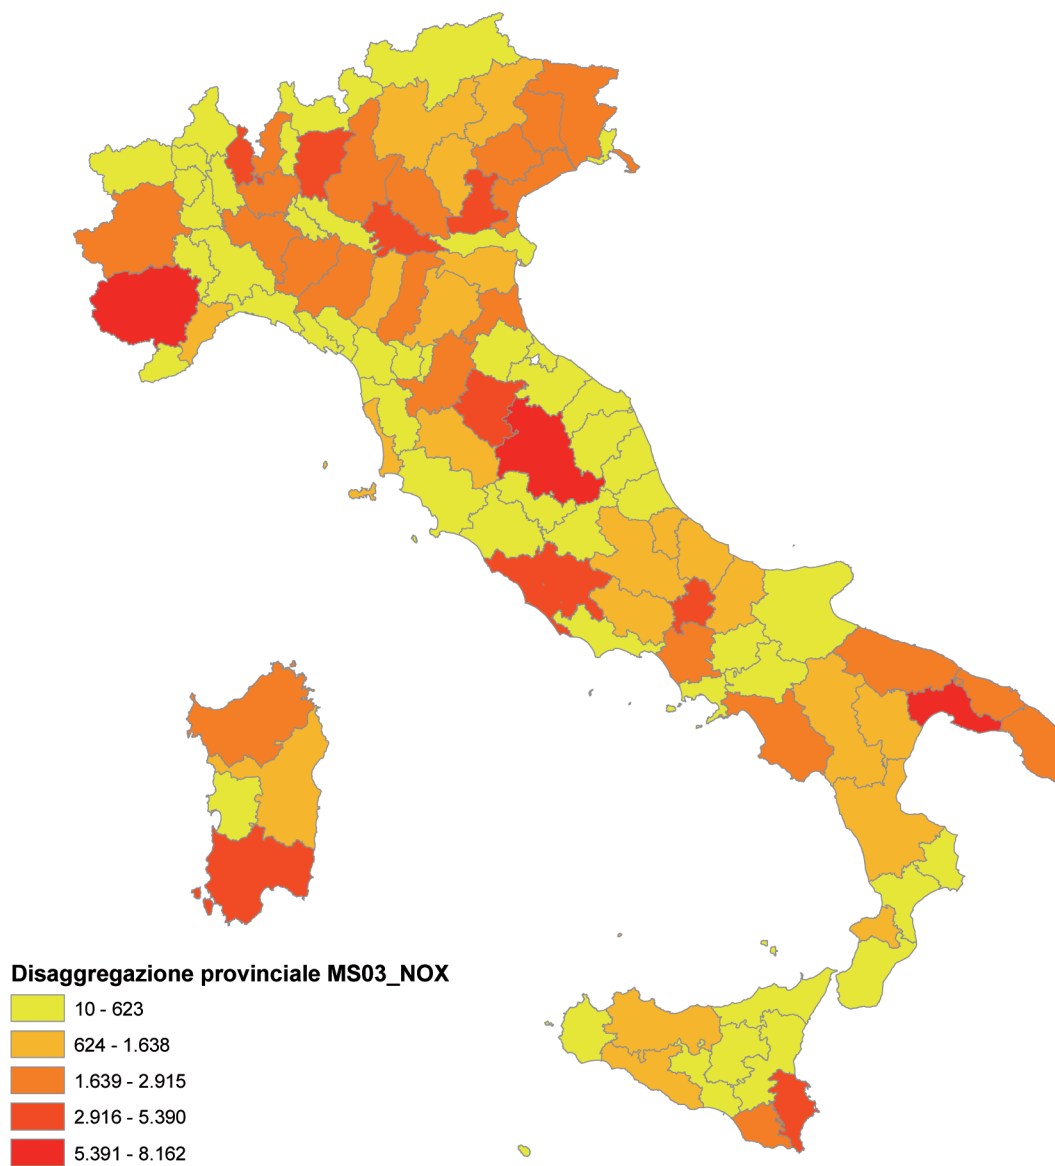 Disaggregazione provinciale MS03_NOX
10 - 623
624 - 1.638
1.639 - 2.915
2.916 - 5.390
5.391 - 8.162